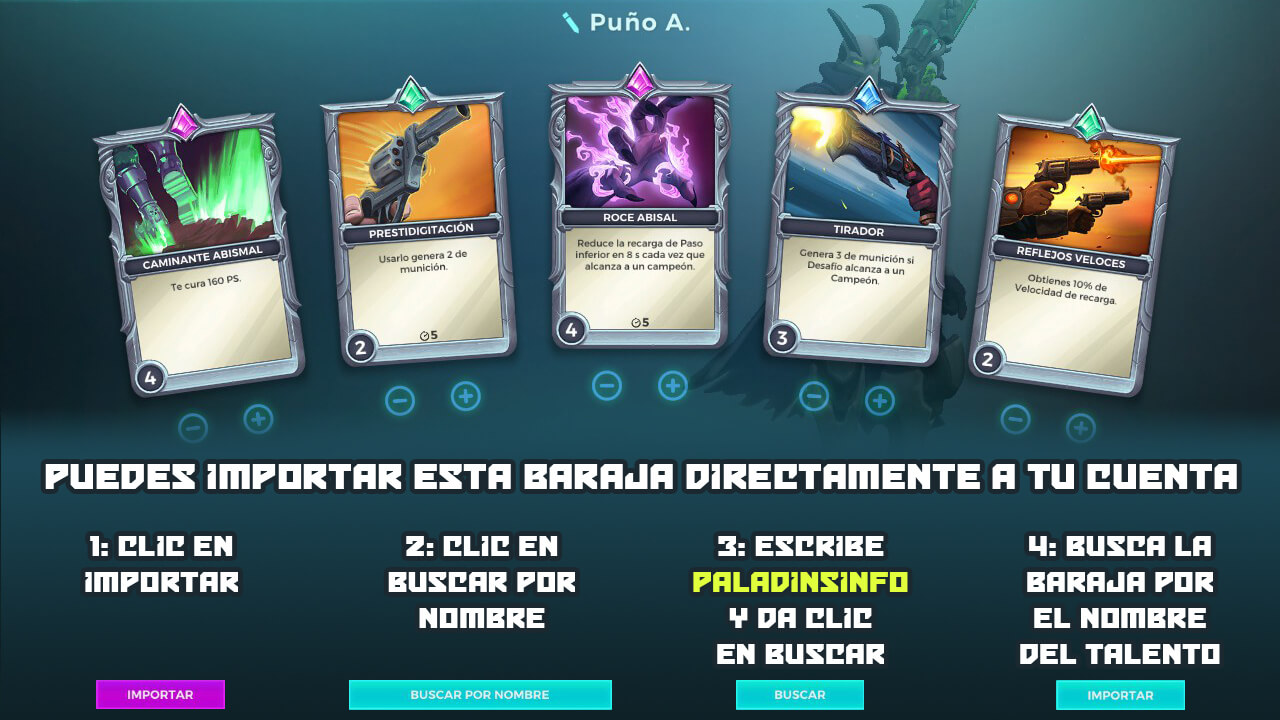 Puño A.
CAMINANTE ABISMAL
Te cura 160 PS.
4
PRESTIDIGITACIÓN
Usarlo genera 2 de
munición.
5
2
ROCE ABISAL
Reduce la recarga de Paso
inferior en 8 s cada vez que
alcanza a un campeón.
5
4
TIRADOR
Genera 3 de munición si
Desafío alcanza a un
Campeón.
3
REFLEJOS VELOCES
Obtienes 10% de
Velocidad de recarga.
2
PUEDES IMPORTAR ESTA BARAJA DIRECTAMENTE A TU CUENTA
1: CLIC EN
IMPORTAR
2: CLIC EN
BUSCAR POR
NOMBRE
3: ESCRIBE
PALADINSINFO
Y DA CLIC
EN BUSCAR
4: BUSCA LA
BARAJA POR
EL NOMBRE
DEL TALENTO
IMPORTAR
BUSCAR POR NOMBRE
BUSCAR
IMPORTAR